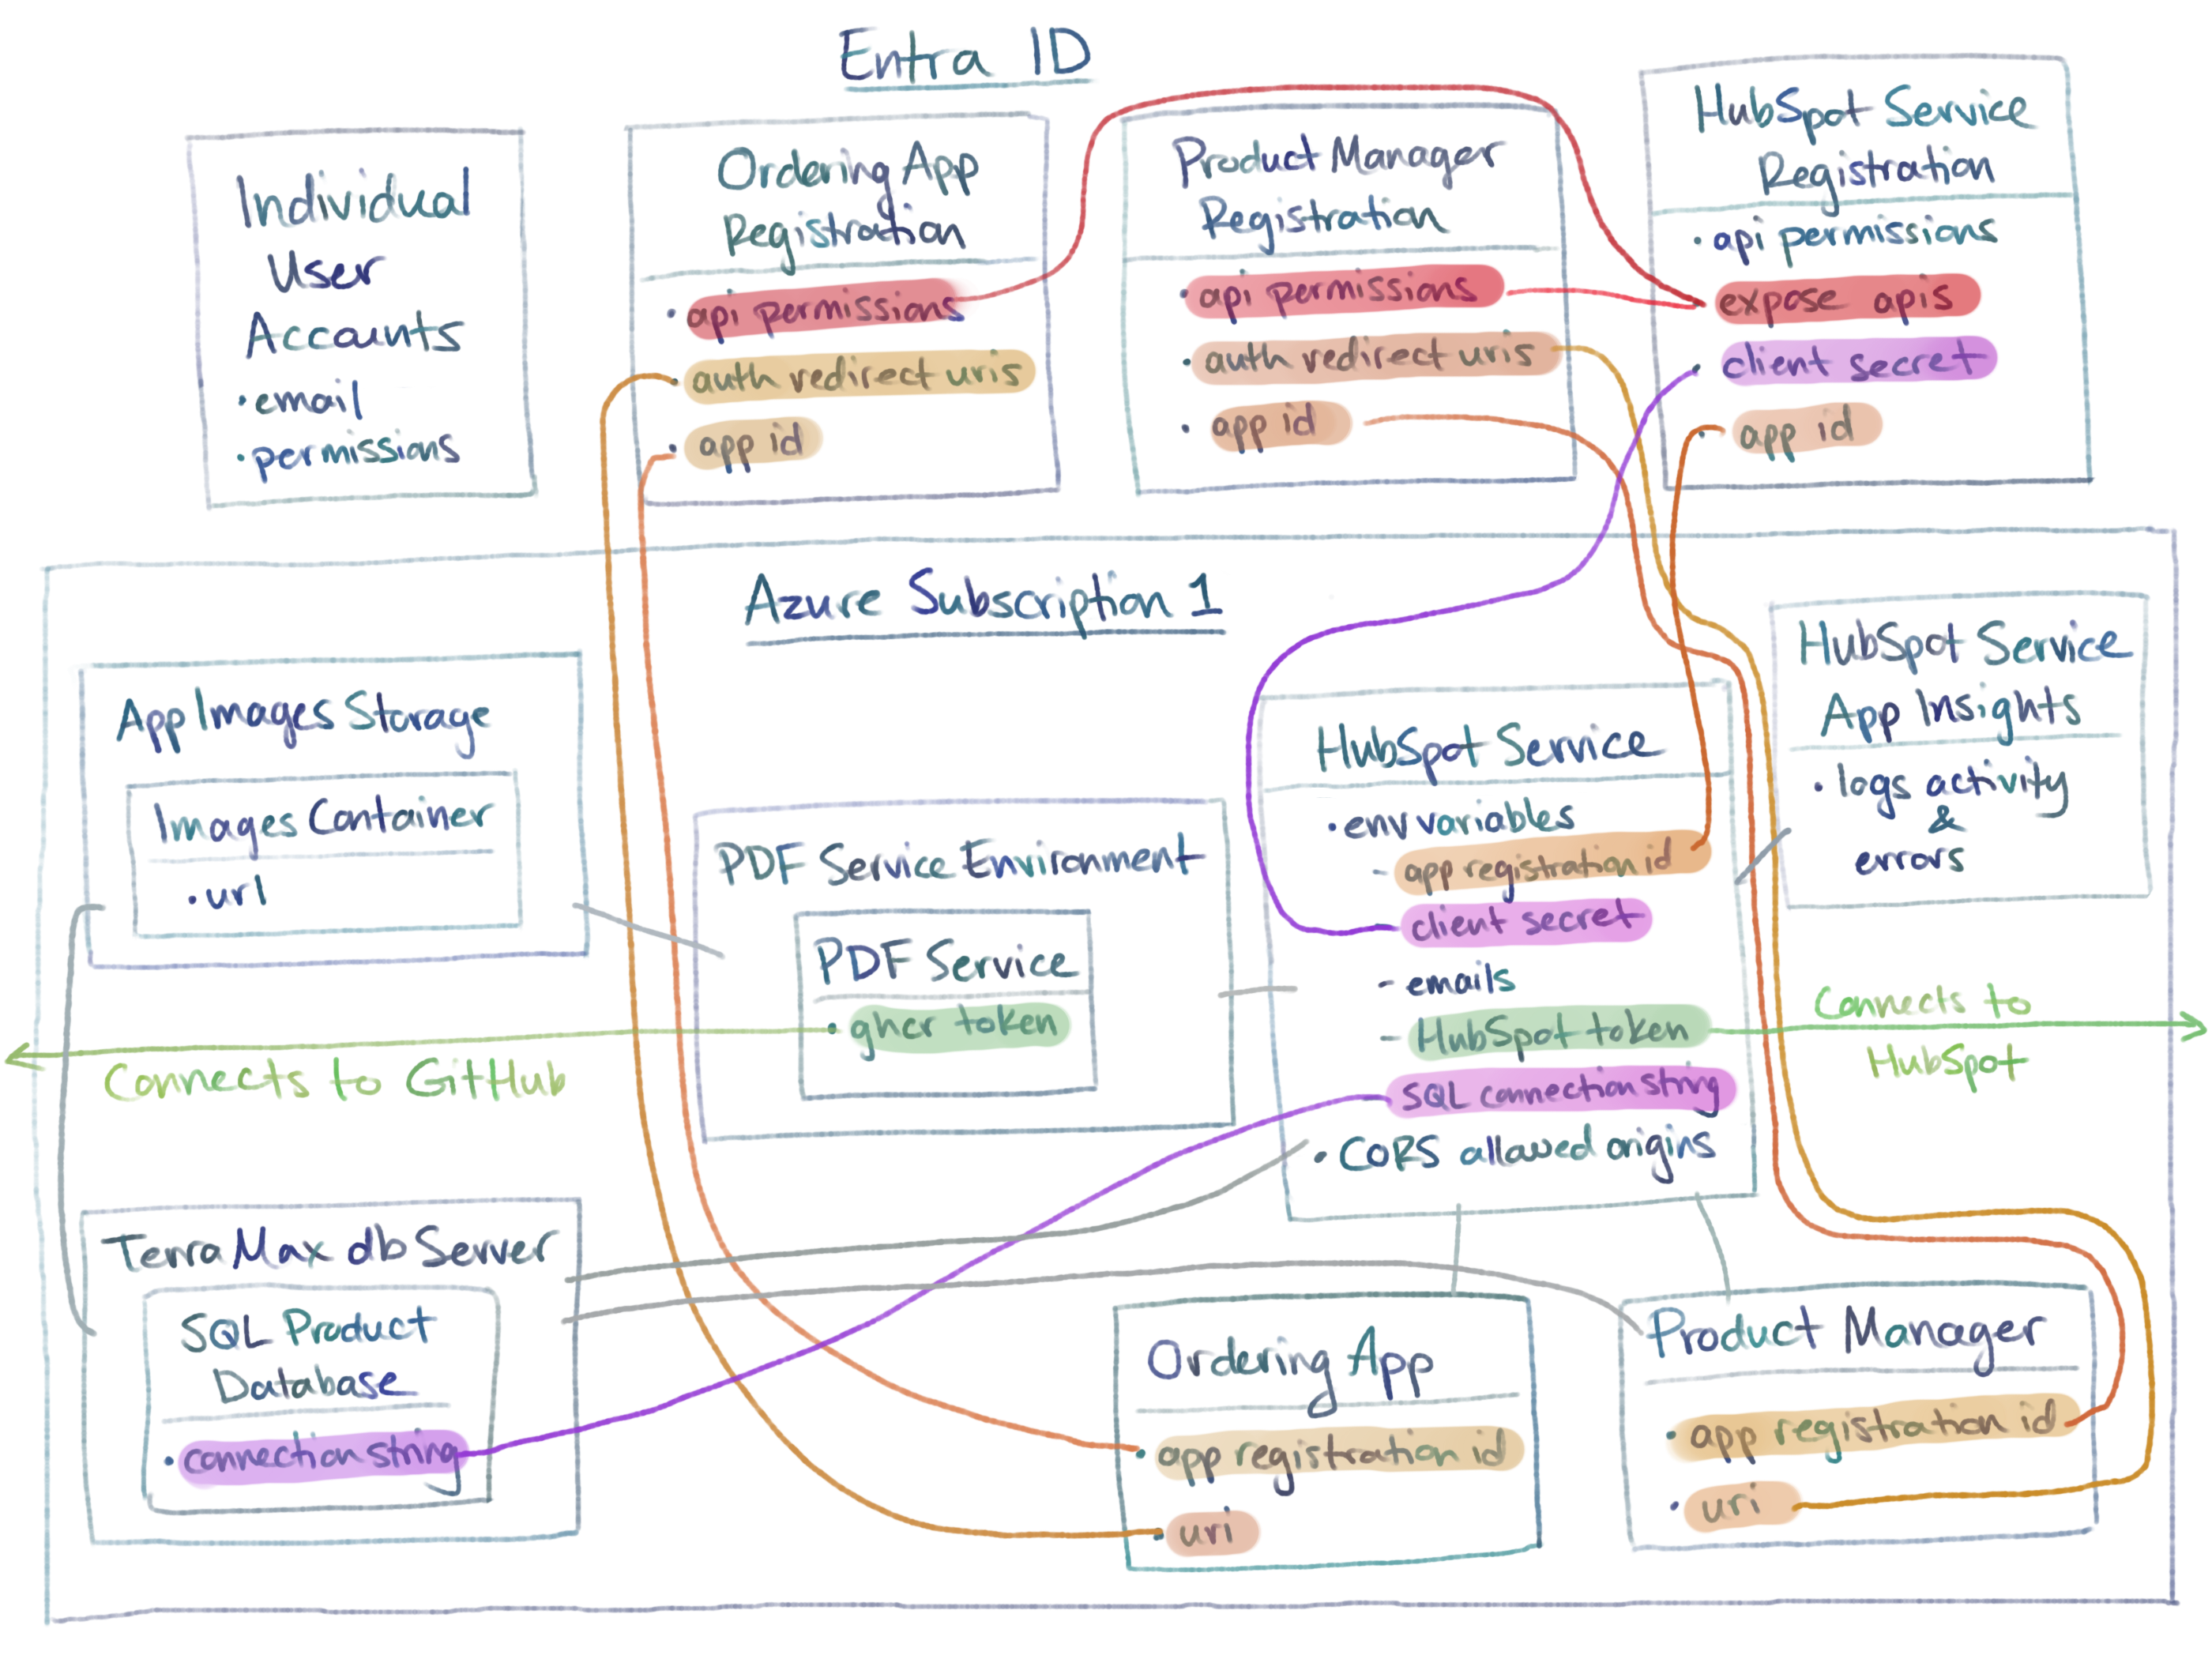 Entra ID
Individual
User
Accounts
• email
• permissions
Ordering App
Registration
• api permissions
• auth redirect uris
• app id
Product Manager
Registration
• api permissions
• auth redirect uris
• app id
HubSpot Service
Registration
• api permissions
expose apis
• client secret
• app id
Azure Subscription 1
App Images Storage
Images Container
• url
PDF Service Environment
PDF Service
• ghcr token
Connects to GitHub
HubSpot Service
• env variables
- app registration id
- client secret
- emails
- HubSpot token
- SQL connection string
• CORS allowed origins
HubSpot Service
App Insights
• logs activity
&
errors
Connects to
HubSpot
Terra Max db Server
SQL Product
Database
• connection string
Ordering App
• app registration id
• uri
Product Manager
• app registration id
• uri